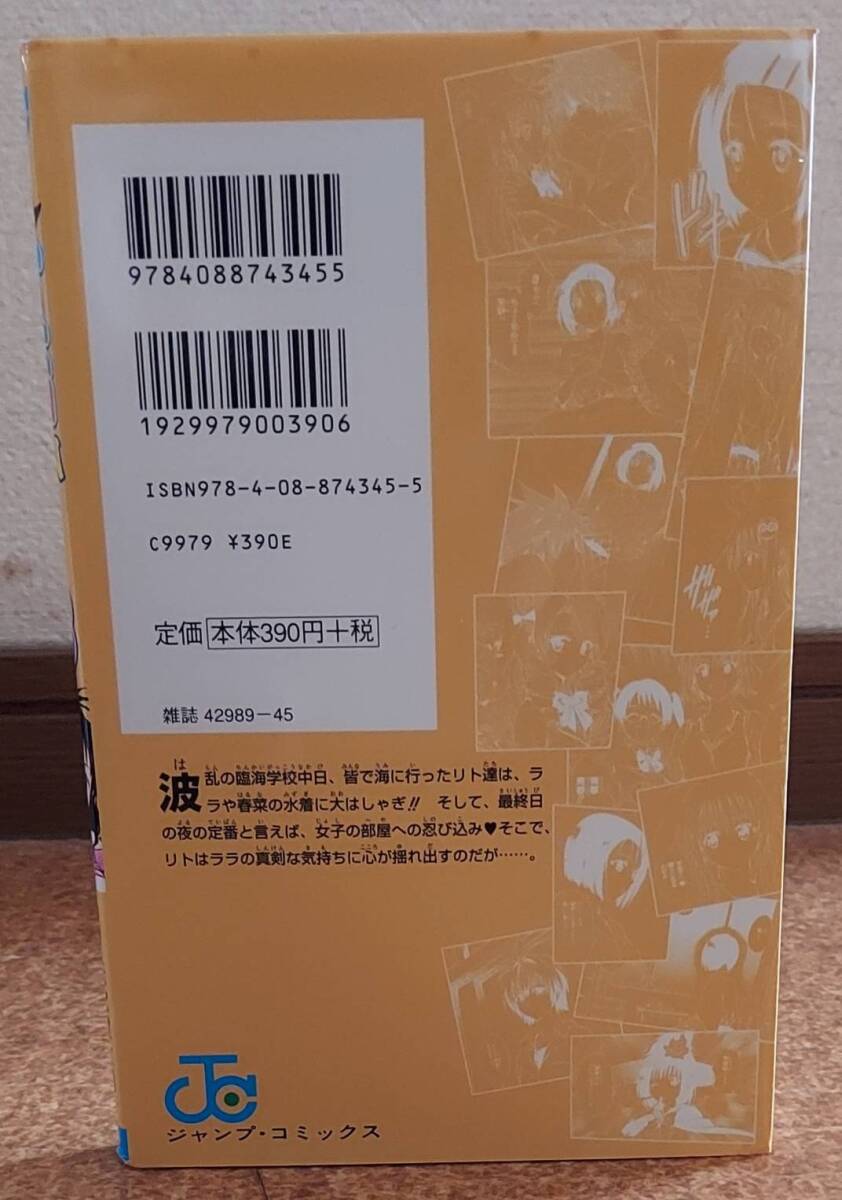 9784088743455
1929979003906
ISBN978-4-08-874345-5
C9979 ¥390E
定価 本体390円+税
雑誌 42989-45
波乱の臨海学校中日、皆で海に行ったリト達は、ラ
ラや春菜の水着に大はしゃぎ!! そして、最終日
の夜の定番と言えば、女子の部屋への忍び込み♥そこで、
リトはララの真剣な気持ちに心が揺れ出すのだが……。
JC
ジャンプ・コミックス
ドキ